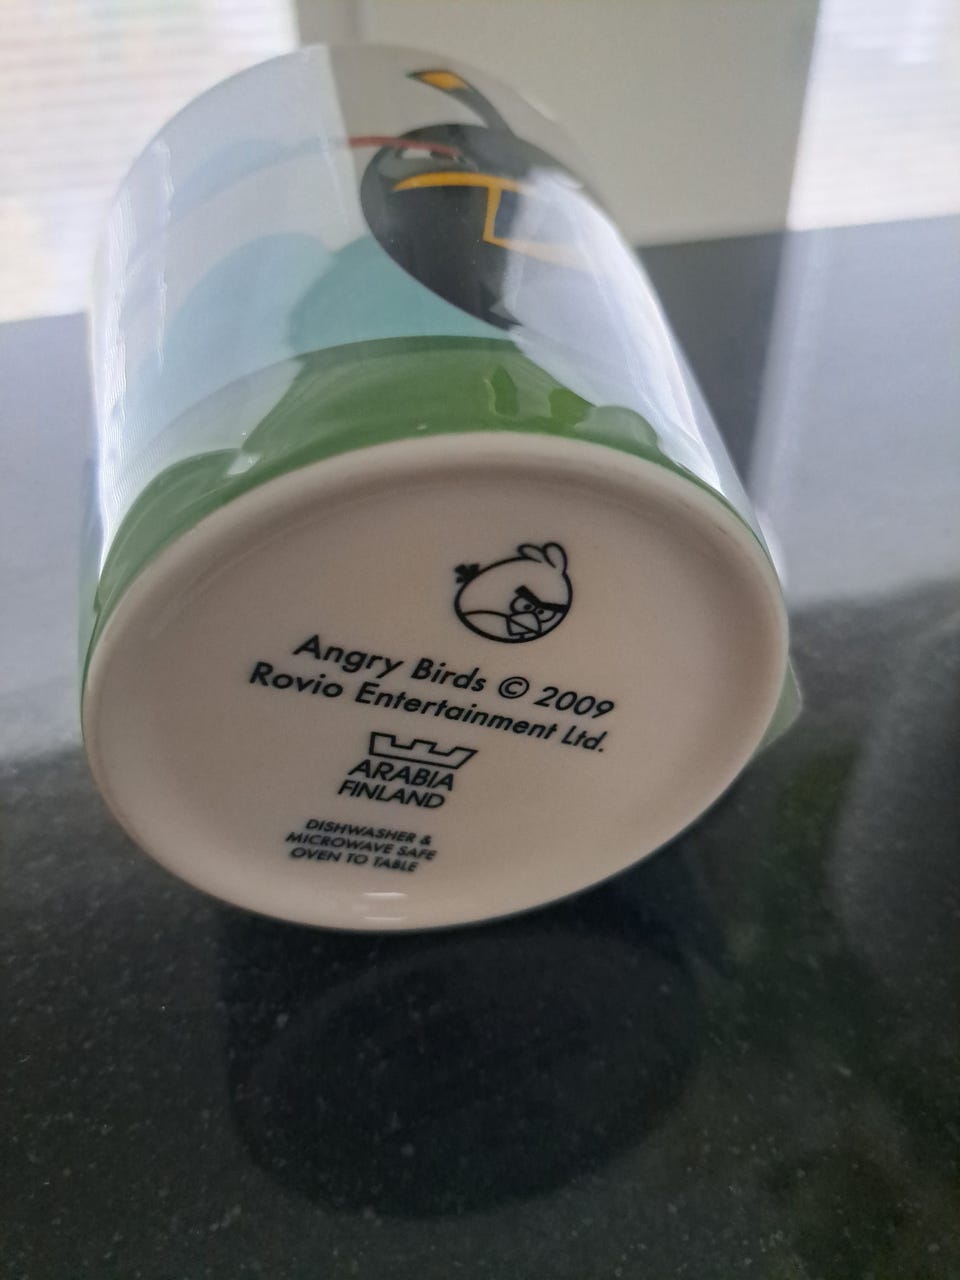 Angry Birds © 2009
Rovio Entertainment Ltd.
ARABIA
FINLAND
DISHWASHER &
MICROWAVE SAFE
OVEN TO TABLE